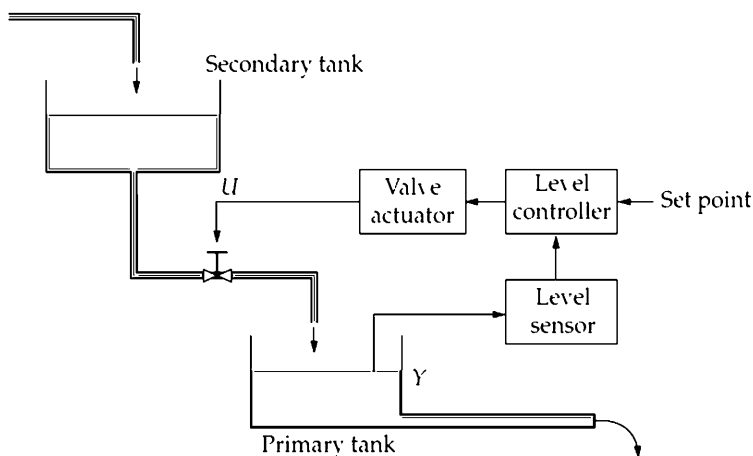 Secondary tank
U
Valve
actuator
Level
controller
Set point
Level
sensor
Y
Primary tank